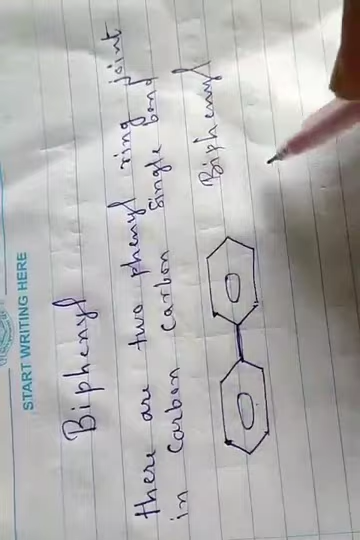 START WRITING HERE
Biphenyl
there are two phenyl ring joint
in Carbon Carbon Single bond
Biphenyl